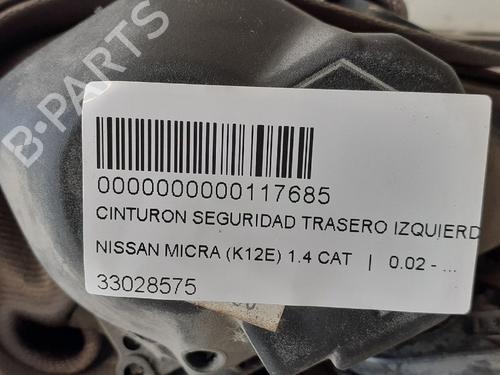 B-PARTS
0000000000117685
CINTURON SEGURIDAD TRASERO IZQUIERD
NISSAN MICRA (K12E) 1.4 CAT | 0.02 - ...
33028575